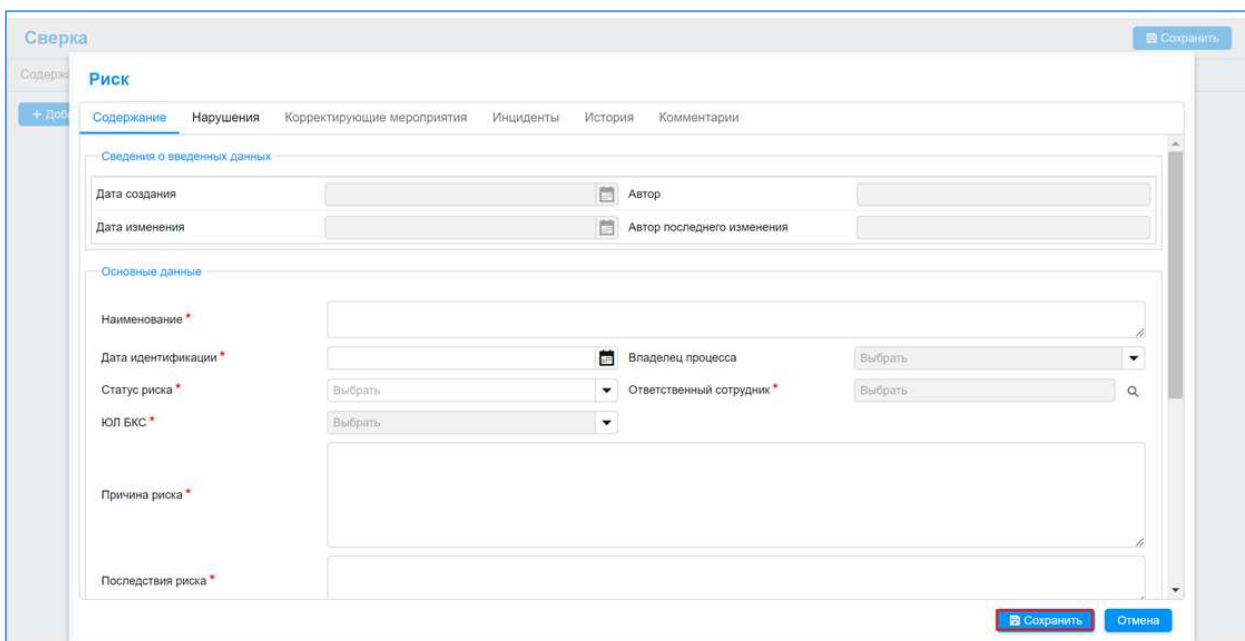 Сверка
Сохранить
Риск
Содержание Нарушения Корректирующие мероприятия Инциденты История Комментарии
Сведения о введенных данных
Дата создания Автор
Дата изменения Автор последнего изменения
Основные данные
Наименование *
Дата идентификации * Владелец процесса Выбрать
Статус риска * Выбрать Ответственный сотрудник * Выбрать
ЮЛ БКС * Выбрать
Причина риска *
Последствия риска *
Сохранить Отмена